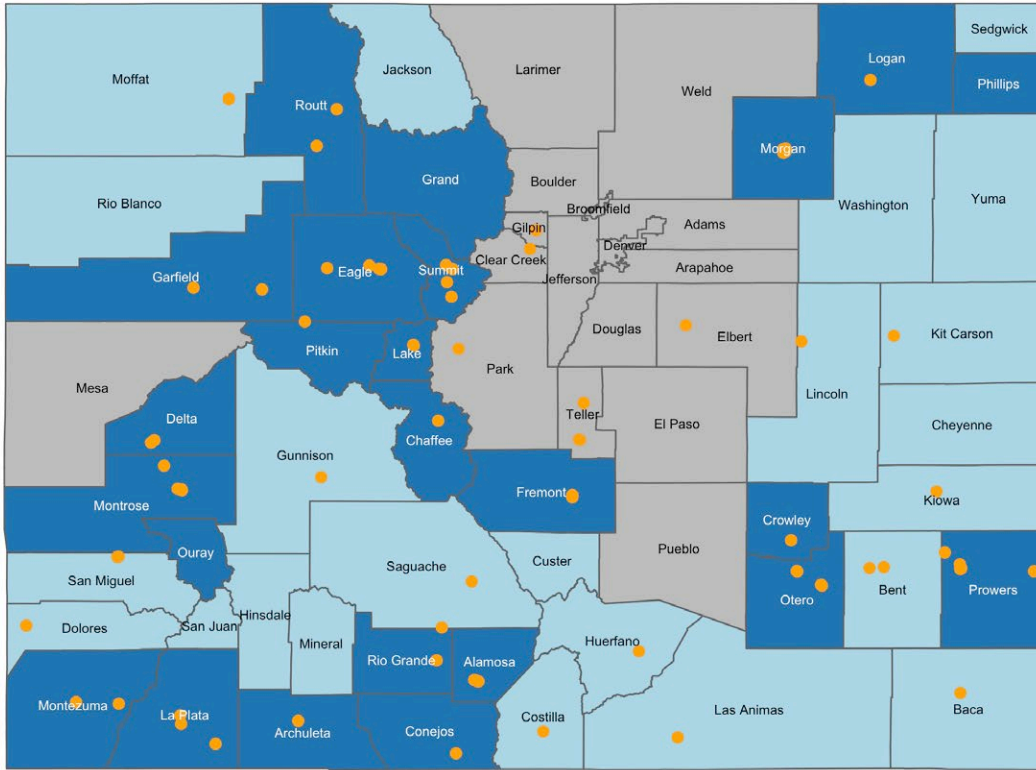 Sedgwick
Moffat
Jackson
Larimer
Logan
Phillips
Routt
Weld
Morgan
Grand
Boulder
Rio Blanco
Broomfield
Washington
Yuma
Gilpin
Adams
Denver
Clear Creek
Garfield
Eagle
Summit
Arapahoe
Jefferson
Douglas
Elbert
Kit Carson
Pitkin
Lake
Park
Mesa
Lincoln
Teller
Delta
El Paso
Cheyenne
Chaffee
Gunnison
Fremont
Kiowa
Montrose
Crowley
Ouray
Pueblo
Custer
Saguache
San Miguel
Bent
Prowers
Otero
Hinsdale
Dolores
San Juan
Huerfano
Mineral
Rio Grande
Alamosa
Montezuma
La Plata
Las Animas
Baca
Costilla
Archuleta
Conejos